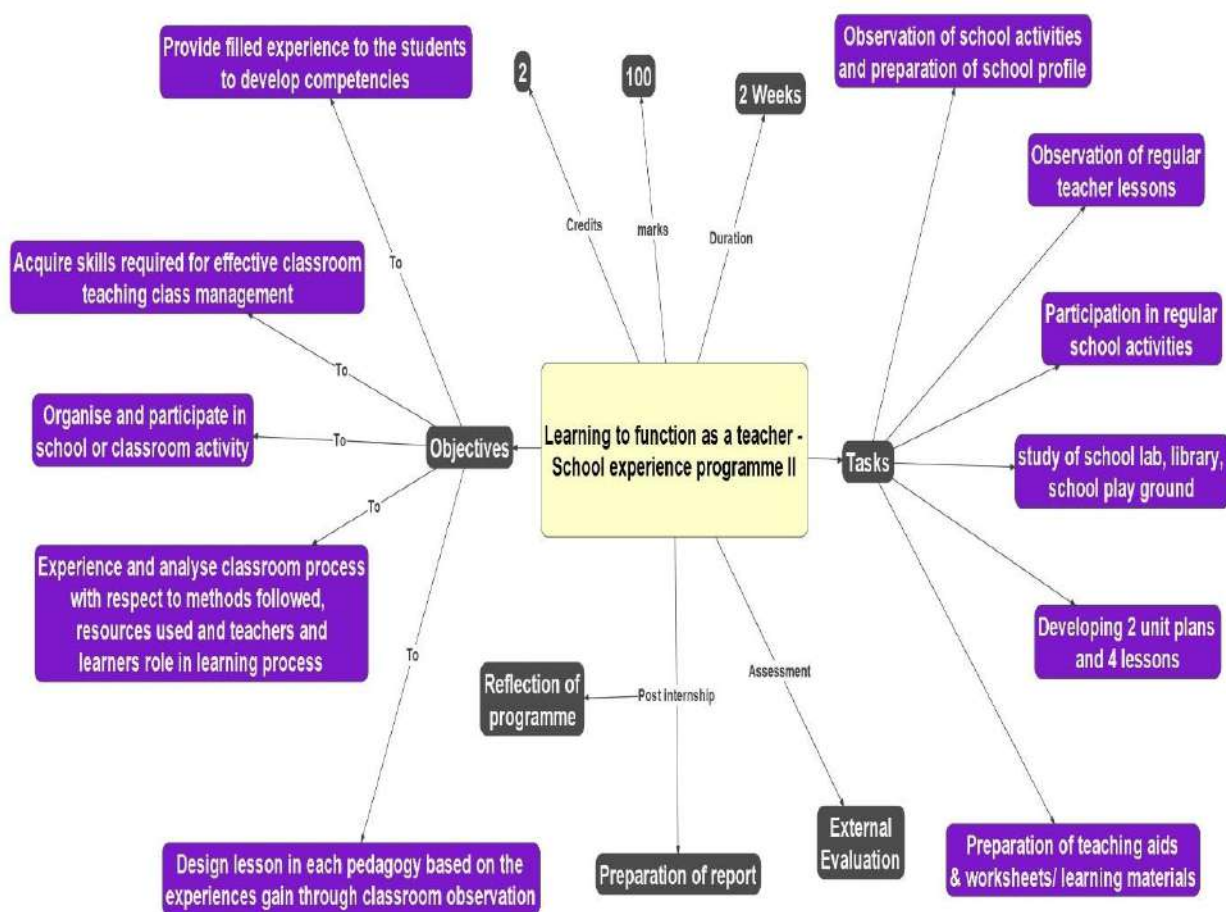 Provide filled experience to the students
to develop competencies
2
100
2 Weeks
Observation of school activities
and preparation of school profile
Observation of regular
teacher lessons
Credits
marks
Duration
To
Acquire skills required for effective classroom
teaching class management
Participation in regular
school activities
To
Organise and participate in
school or classroom activity
To
Objectives
Learning to function as a teacher -
School experience programme II
Tasks
study of school lab, library,
school play ground
To
Experience and analyse classroom process
with respect to methods followed,
resources used and teachers and
learners role in learning process
To
Developing 2 unit plans
and 4 lessons
Reflection of
programme
Post internship
Assessment
Design lesson in each pedagogy based on the
experiences gain through classroom observation
Preparation of report
External
Evaluation
Preparation of teaching aids
& worksheets/ learning materials